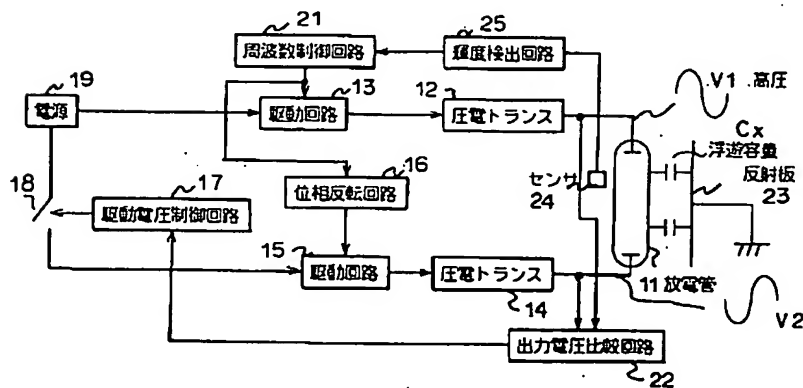 21
周波数制御回路
25
輝度検出回路
19
電源
13
駆動回路
12
圧電トランス
V1 高圧
Cx
浮遊容量
反射板
23
センサ
24
16
位相反転回路
18
17
駆動電圧制御回路
15
駆動回路
圧電トランス
14
11 放電管
V2
出力電圧比較回路
22